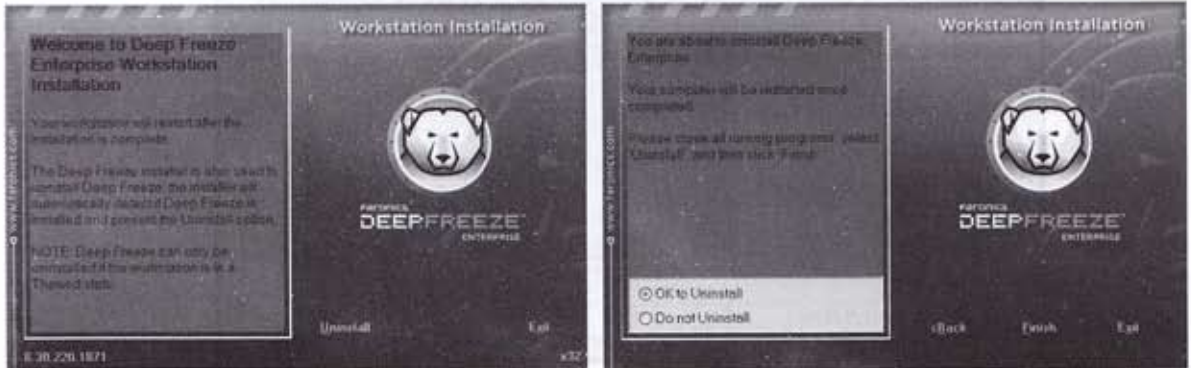 Workstation Installation
Welcome to Deep Freeze
Enterprise Workstation
Installation
Your workstation will restart after the
installation is complete.
The Deep Freeze installer is also used to
uninstall Deep Freeze; the installer will
automatically detect Deep Freeze is
installed and present the Uninstall option.
NOTE: Deep Freeze can only be
uninstalled if the workstation is in a
Thawed state.
www.faronics.com
FARONICS
DEEPFREEZE
ENTERPRISE
Uninstall
Exit
8.30.220.1871
x32
Workstation Installation
You are about to uninstall Deep Freeze
Enterprise
Your computer will be restarted once
completed.
Please close all running programs, select
'Uninstall', and then click 'Finish'
www.faronics.com
FARONICS
DEEPFREEZE
ENTERPRISE
OK to Uninstall
Do not Uninstall
<Back
Finish
Exit